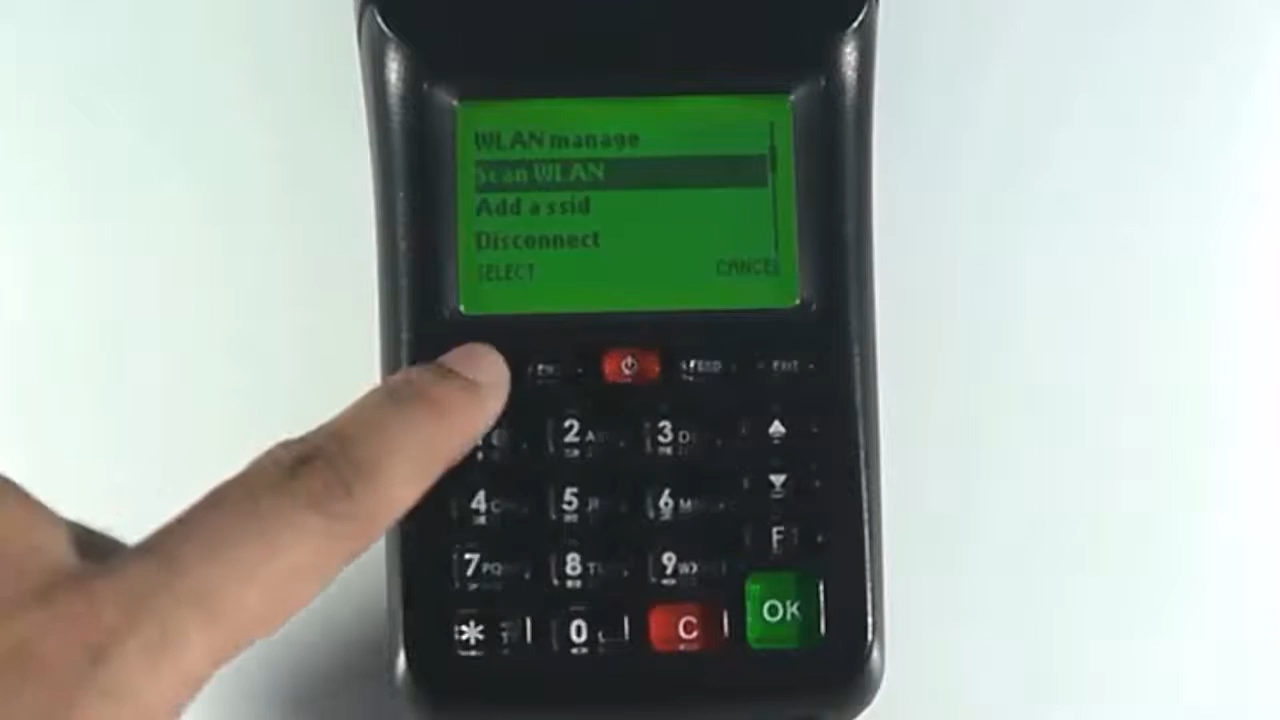 WLAN manage
Scan WLAN
Add a ssid
Disconnect
SELECT CANCEL
2 3
4 5 6
F
7 8 9
* 0 C OK